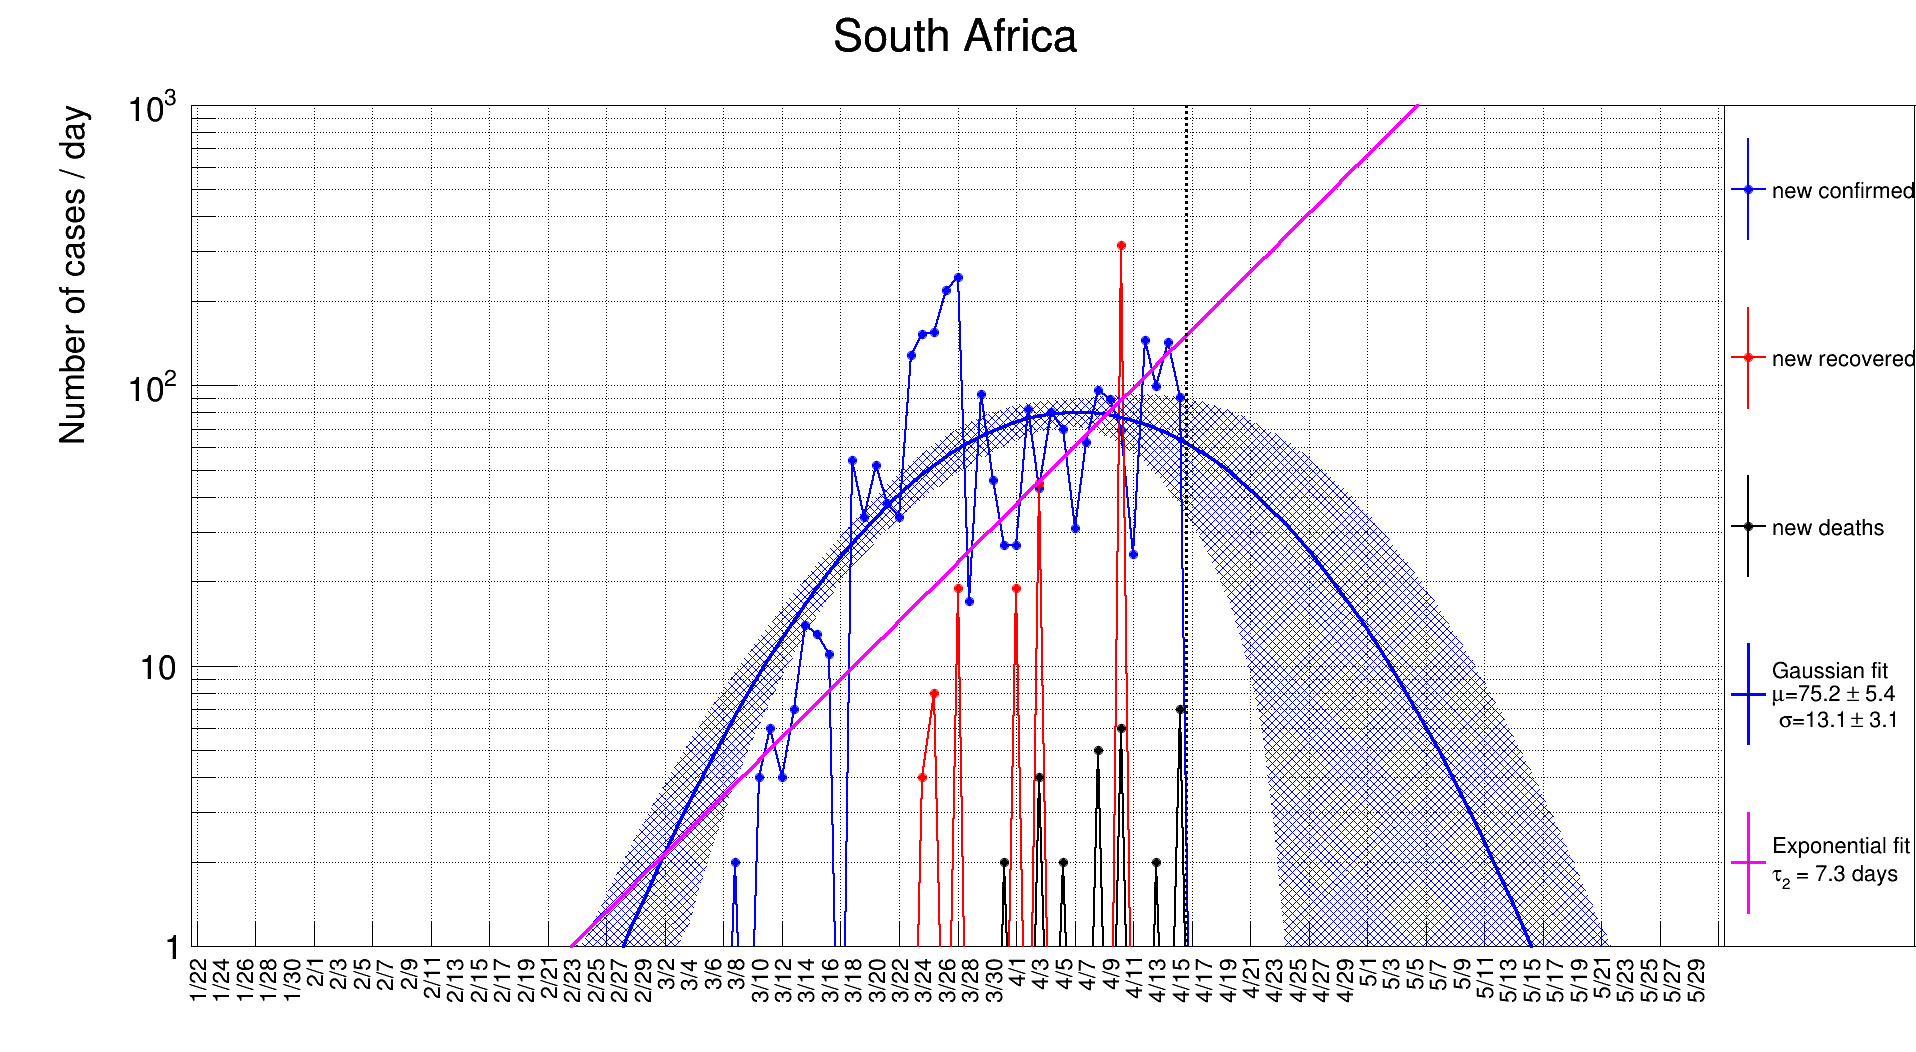 South Africa
Number of cases / day
10³
10²
10
1
1/22 1/24 1/26 1/28 1/30 2/1 2/3 2/5 2/7 2/9 2/11 2/13 2/15 2/17 2/19 2/21 2/23 2/25 2/27 2/29 3/2 3/4 3/6 3/8 3/10 3/12 3/14 3/16 3/18 3/20 3/22 3/24 3/26 3/28 3/30 4/1 4/3 4/5 4/7 4/9 4/11 4/13 4/15 4/17 4/19 4/21 4/23 4/25 4/27 4/29 5/1 5/3 5/5 5/7 5/9 5/11 5/13 5/15 5/17 5/19 5/21 5/23 5/25 5/27 5/29
new confirmed
new recovered
new deaths
Gaussian fit
μ=75.2 ± 5.4
σ=13.1 ± 3.1
Exponential fit
τ₂ = 7.3 days